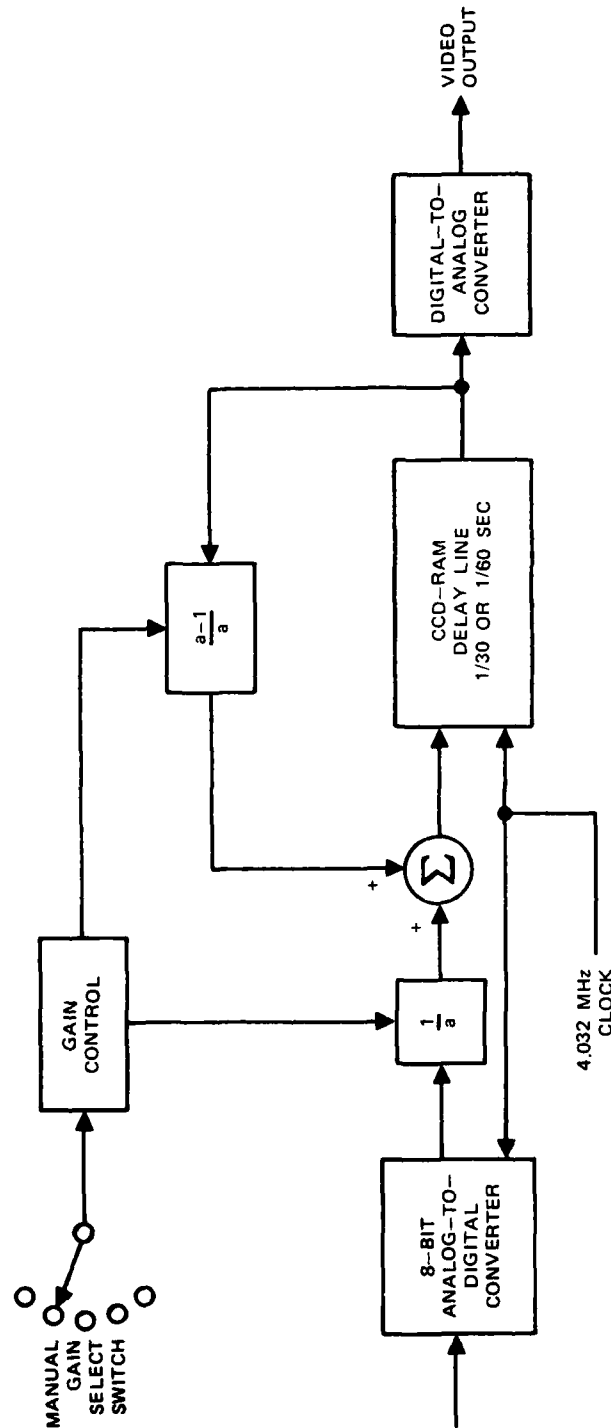 MANUAL
GAIN
SELECT
SWITCH
GAIN
CONTROL
a–1
a
VIDEO
OUTPUT
DIGITAL–TO–
ANALOG
CONVERTER
CCD–RAM
DELAY LINE
1/30 OR 1/60 SEC
+
+
Σ
1
a
8–BIT
ANALOG–TO–
DIGITAL
CONVERTER
4.032 MHz
CLOCK